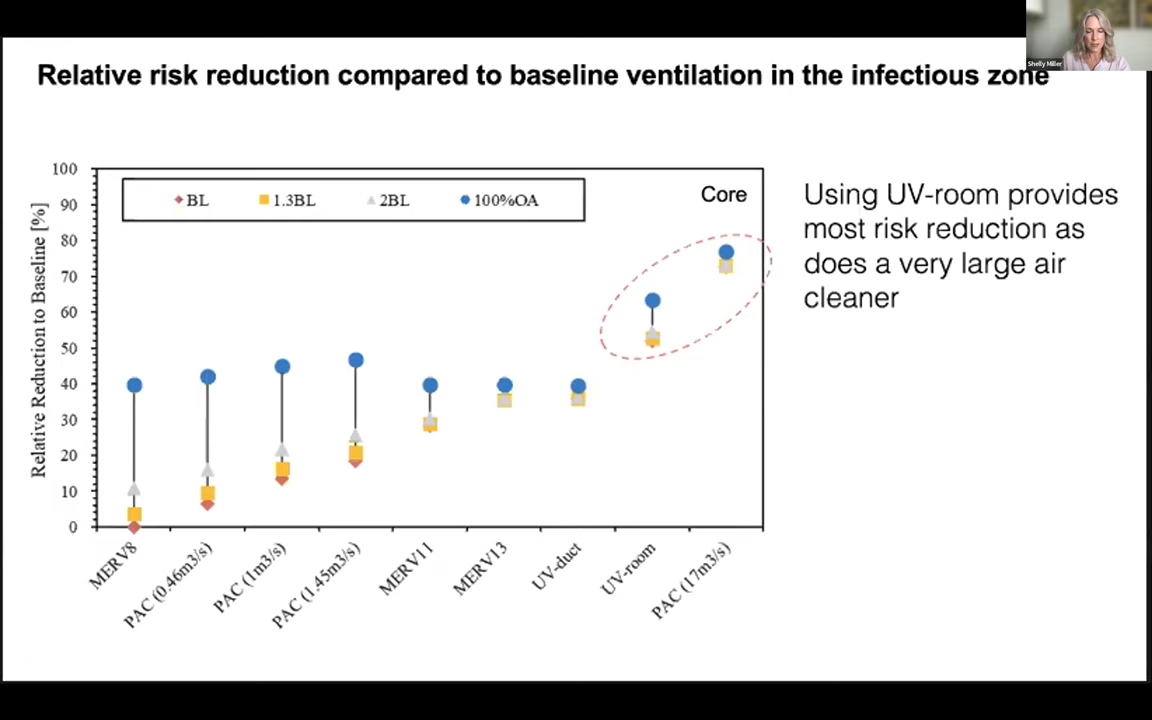 Shelly Miller
Relative risk reduction compared to baseline ventilation in the infectious zone
Relative Reduction to Baseline [%]
100
90
80
70
60
50
40
30
20
10
0
BL 1.3BL 2BL 100%OA
Core
MERV8
PAC (0.46m3/s)
PAC (1m3/s)
PAC (1.45m3/s)
MERV11
MERV13
UV-duct
UV-room
PAC (17m3/s)
Using UV-room provides
most risk reduction as
does a very large air
cleaner